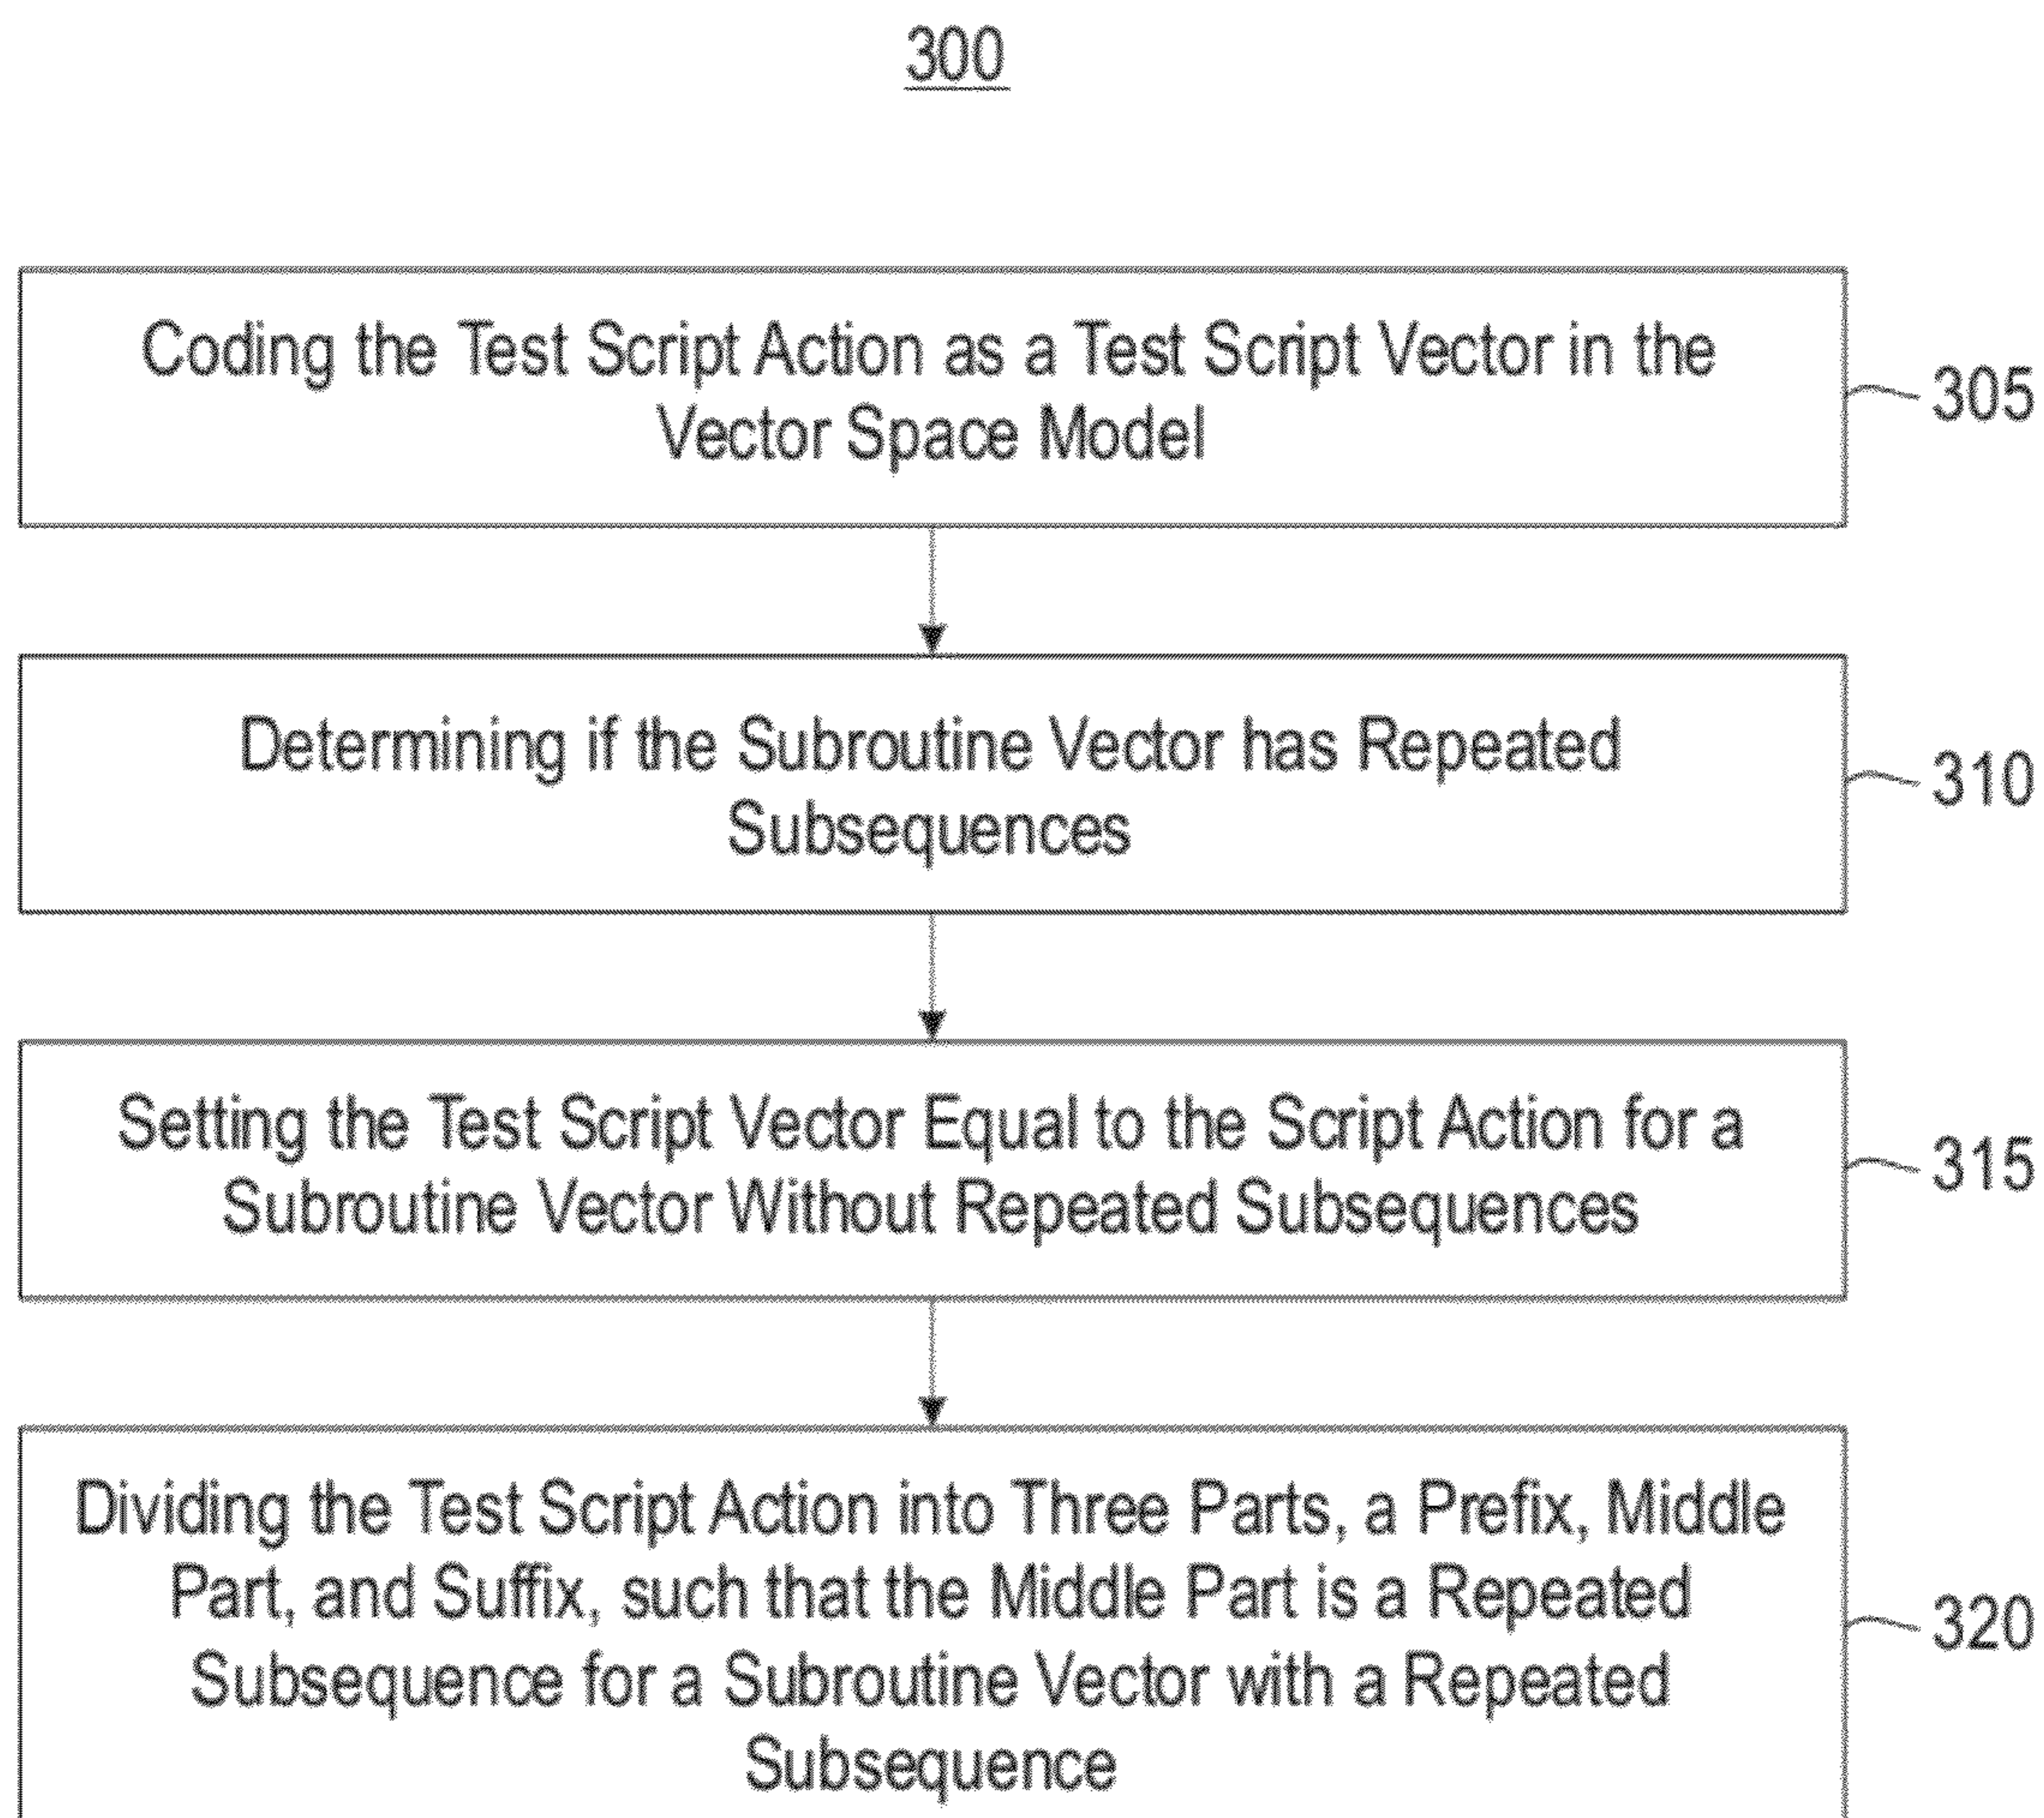 300
Coding the Test Script Action as a Test Script Vector in the
Vector Space Model
305
Determining if the Subroutine Vector has Repeated
Subsequences
310
Setting the Test Script Vector Equal to the Script Action for a
Subroutine Vector Without Repeated Subsequences
315
Dividing the Test Script Action into Three Parts, a Prefix, Middle
Part, and Suffix, such that the Middle Part is a Repeated
Subsequence for a Subroutine Vector with a Repeated
Subsequence
320